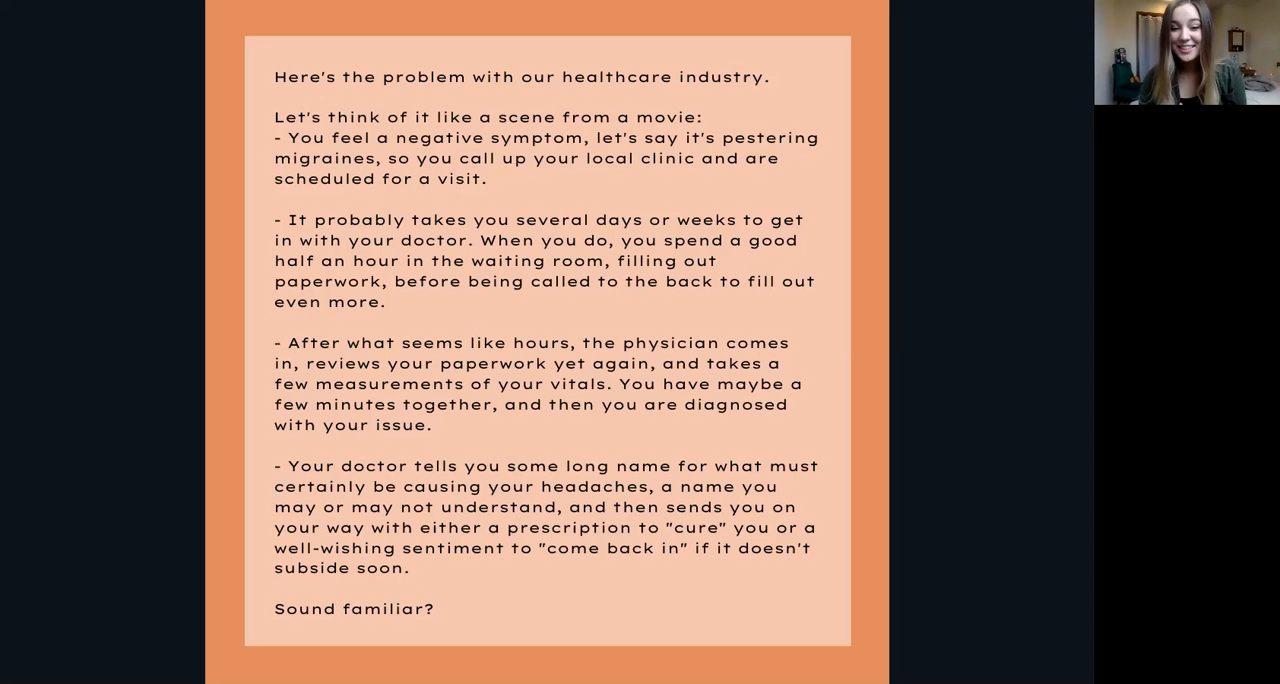 Here's the problem with our healthcare industry.
Let's think of it like a scene from a movie:
- You feel a negative symptom, let's say it's pestering
migraines, so you call up your local clinic and are
scheduled for a visit.
- It probably takes you several days or weeks to get
in with your doctor. When you do, you spend a good
half an hour in the waiting room, filling out
paperwork, before being called to the back to fill out
even more.
- After what seems like hours, the physician comes
in, reviews your paperwork yet again, and takes a
few measurements of your vitals. You have maybe a
few minutes together, and then you are diagnosed
with your issue.
- Your doctor tells you some long name for what must
certainly be causing your headaches, a name you
may or may not understand, and then sends you on
your way with either a prescription to "cure" you or a
well-wishing sentiment to "come back in" if it doesn't
subside soon.
Sound familiar?